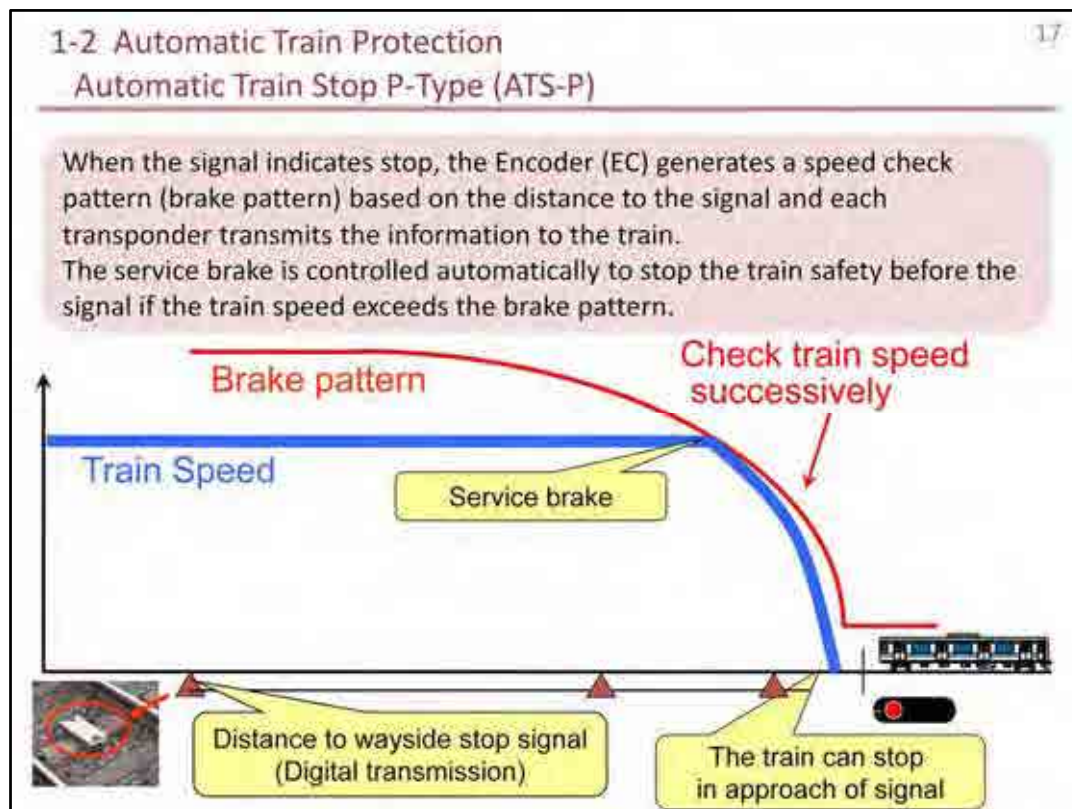 17
1-2 Automatic Train Protection
Automatic Train Stop P-Type (ATS-P)
When the signal indicates stop, the Encoder (EC) generates a speed check
pattern (brake pattern) based on the distance to the signal and each
transponder transmits the information to the train.
The service brake is controlled automatically to stop the train safety before the
signal if the train speed exceeds the brake pattern.
Brake pattern
Check train speed
successively
Train Speed
Service brake
Distance to wayside stop signal
(Digital transmission)
The train can stop
in approach of signal